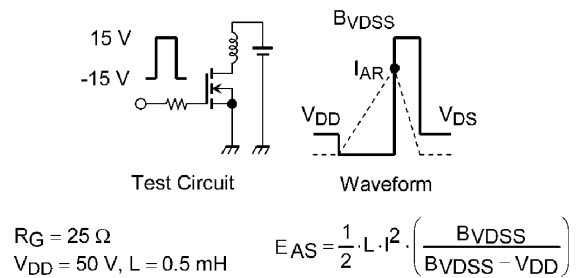 15 V
-15 V
BVDSS
IAR
VDD
VDS
Test Circuit
Waveform
RG = 25 Ω
VDD = 50 V, L = 0.5 mH
EAS = 1/2 · L · I² · (BVDSS / (BVDSS − VDD))